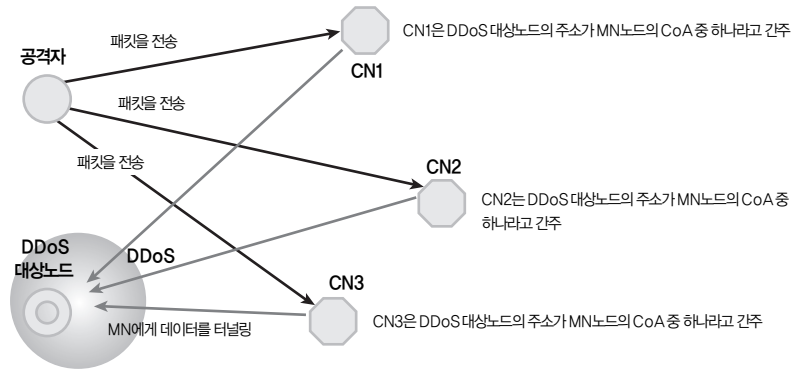 패킷을 전송
CN1은 DDoS 대상노드의 주소가 MN노드의 CoA 중 하나라고 간주
공격자
CN1
패킷을 전송
패킷을 전송
CN2
CN2는 DDoS 대상노드의 주소가 MN노드의 CoA 중
하나라고 간주
DDoS
대상노드
DDoS
CN3
MN에게 데이터를 터널링
CN3은 DDoS 대상노드의 주소가 MN노드의 CoA 중 하나라고 간주